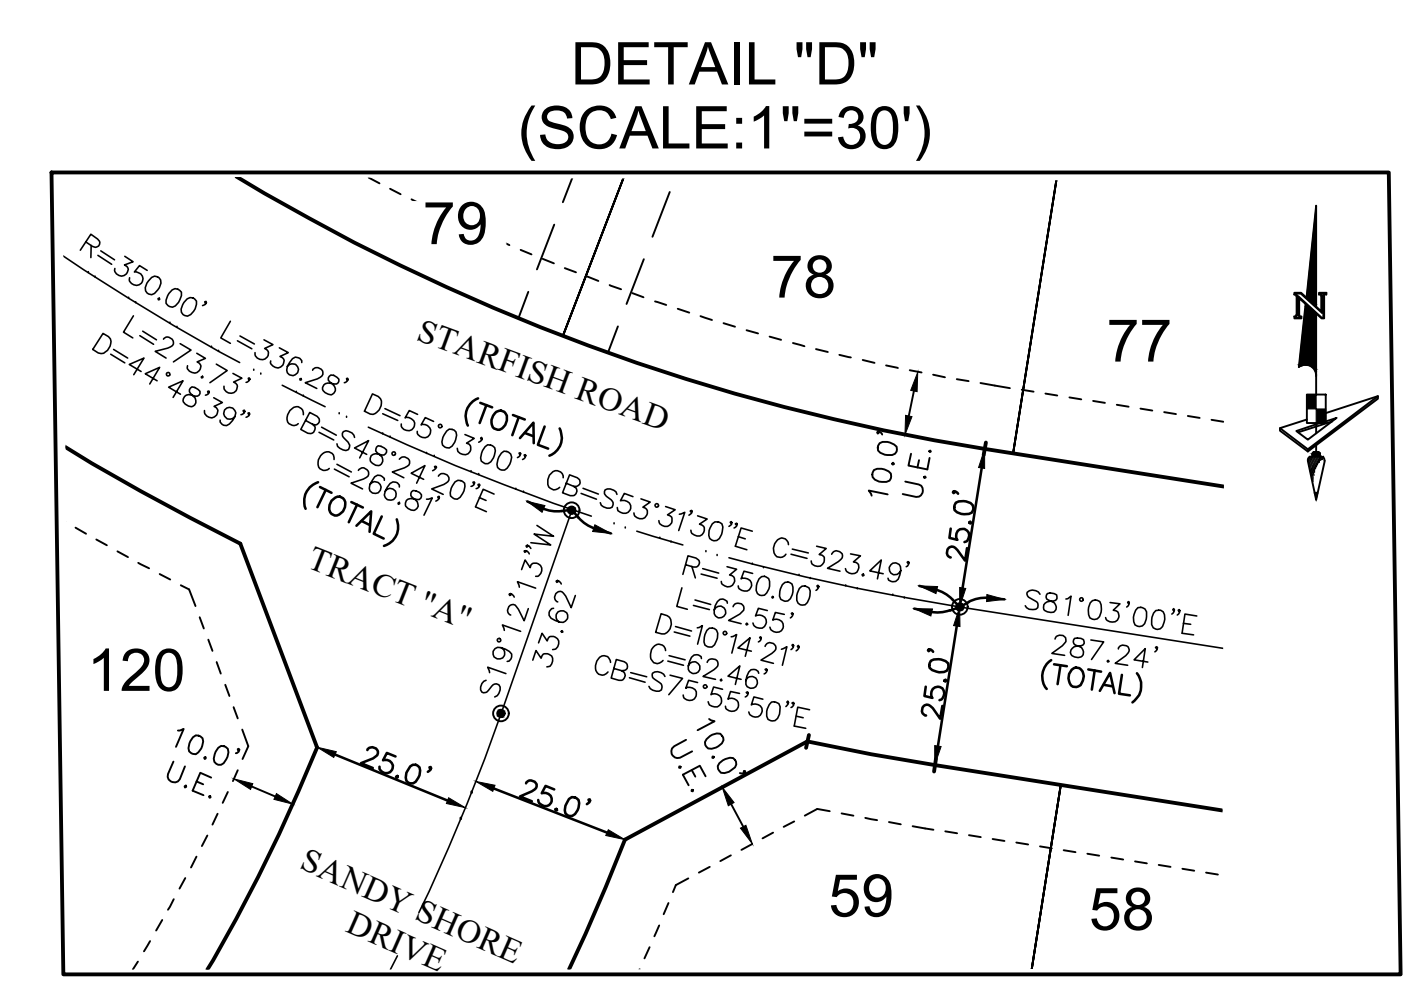 DETAIL "D"
(SCALE:1"=30')
79
78
77
N
R=350.00' L=336.28' D=55°03'00" CB=S53°31'30"E C=323.49'
(TOTAL)
L=273.73'
D=44°48'39"
CB=S48°24'20"E
C=266.81'
(TOTAL)
STARFISH ROAD
10.0'
U.E.
25.0'
25.0'
S81°03'00"E
287.24'
(TOTAL)
TRACT "A"
S19°12'13"W
33.62'
R=350.00'
L=62.55'
D=10°14'21"
C=62.46'
CB=S75°55'50"E
120
10.0'
U.E.
25.0'
25.0'
10.0'
U.E.
SANDY SHORE
DRIVE
59
58